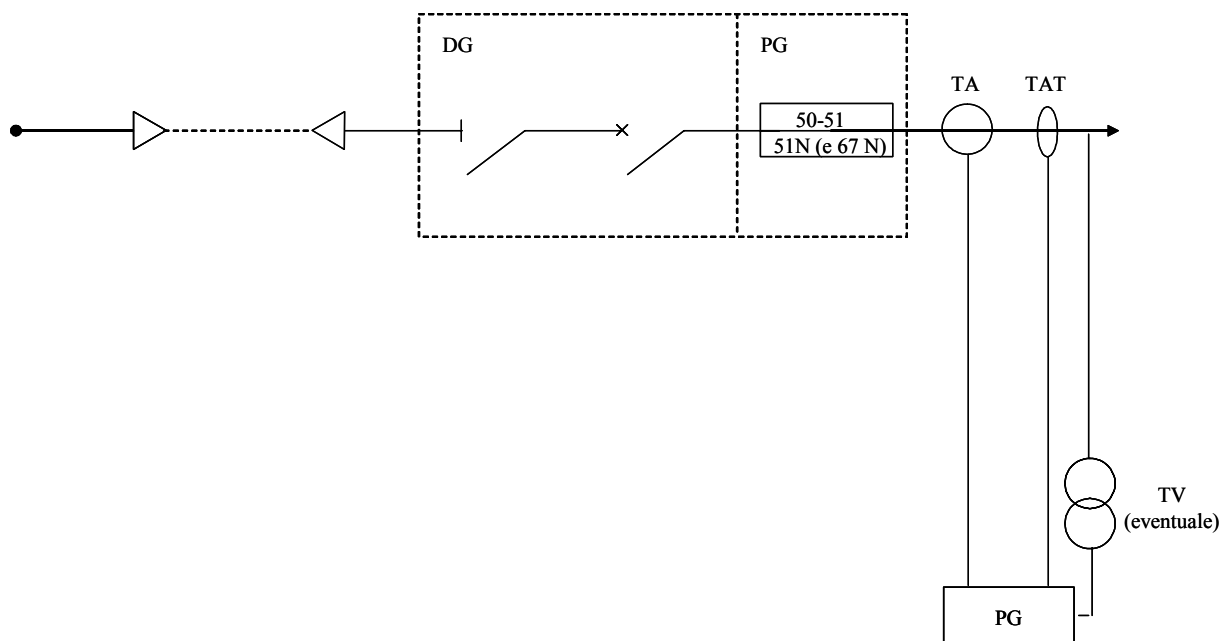 DG
PG
TA
TAT
50-51
51N (e 67 N)
TV
(eventuale)
PG